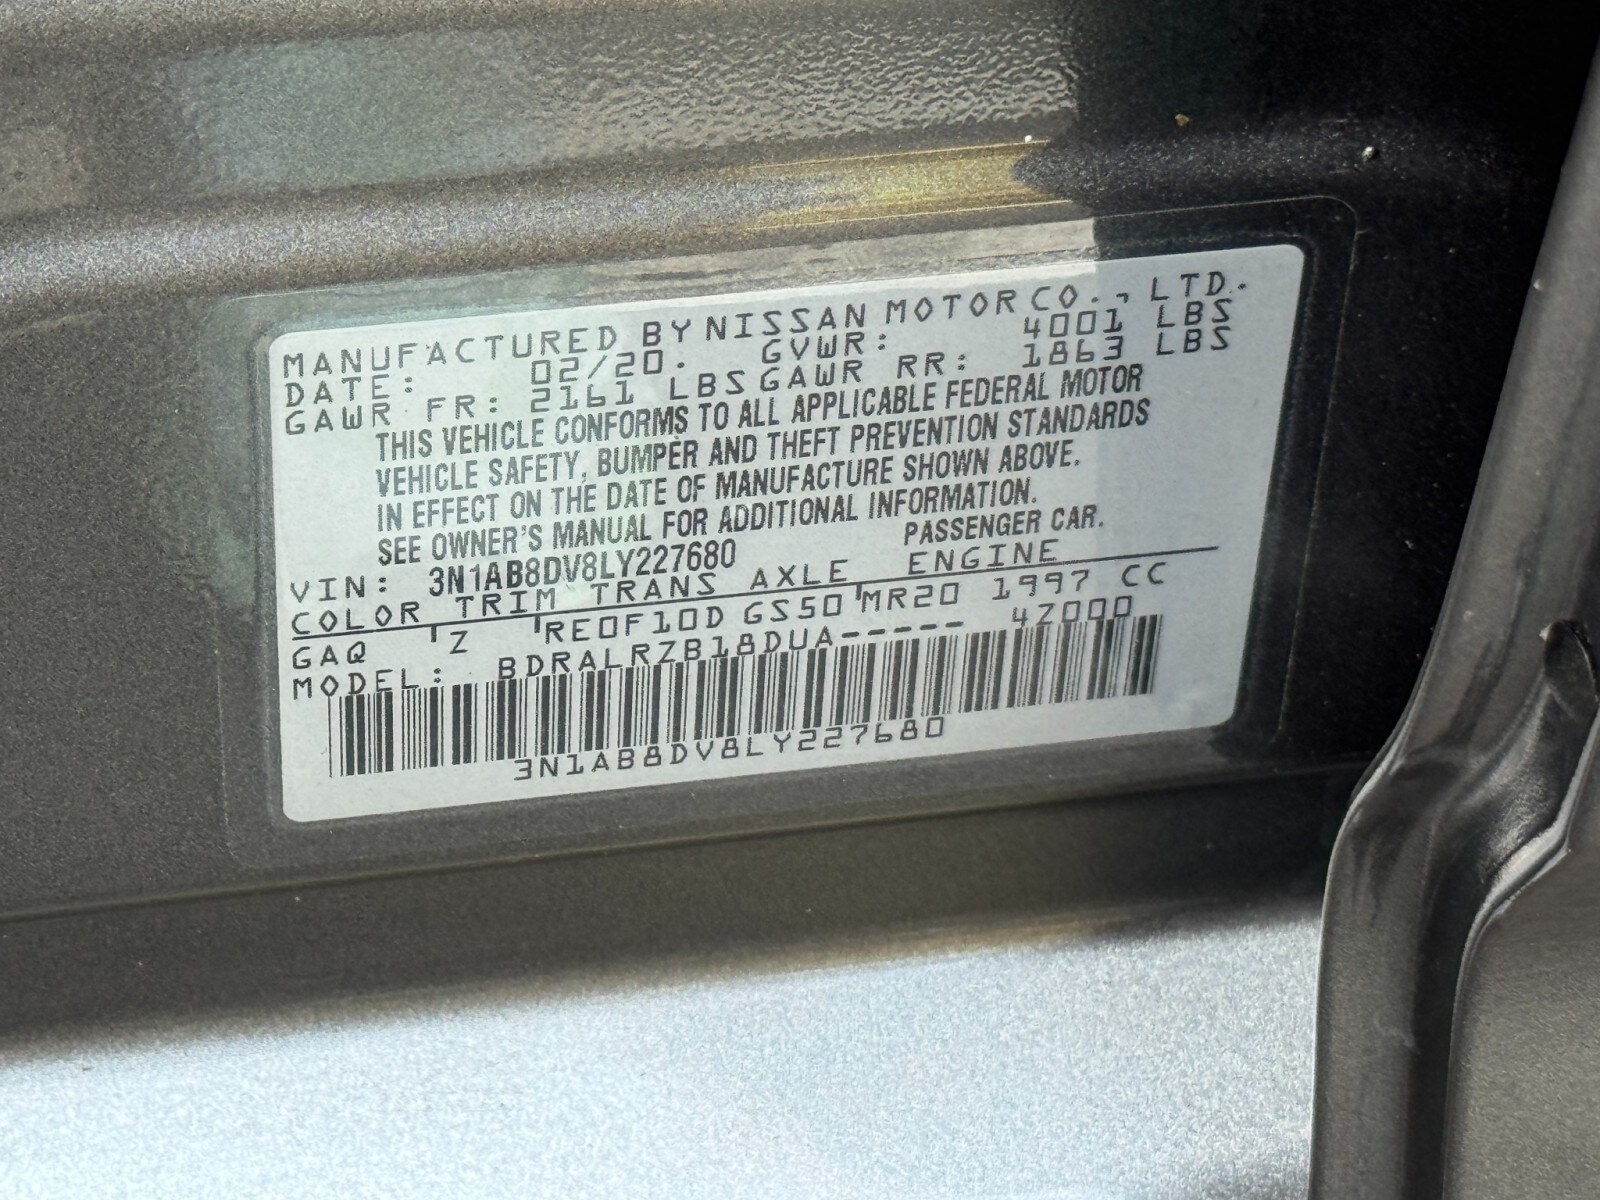 MANUFACTURED BY NISSAN MOTOR CO., LTD.
DATE: 02/20. GVWR: 4001 LBS
GAWR FR: 2161 LBS GAWR RR: 1863 LBS
THIS VEHICLE CONFORMS TO ALL APPLICABLE FEDERAL MOTOR
VEHICLE SAFETY, BUMPER AND THEFT PREVENTION STANDARDS
IN EFFECT ON THE DATE OF MANUFACTURE SHOWN ABOVE.
SEE OWNER'S MANUAL FOR ADDITIONAL INFORMATION.
VIN: 3N1AB8DV8LY227680 PASSENGER CAR.
COLOR TRIM TRANS AXLE ENGINE
GAQ Z RE0F10D GS50 MR20 1997 CC
MODEL: BDRALRZB18DUA----- 4Z000
3N1AB8DV8LY227680